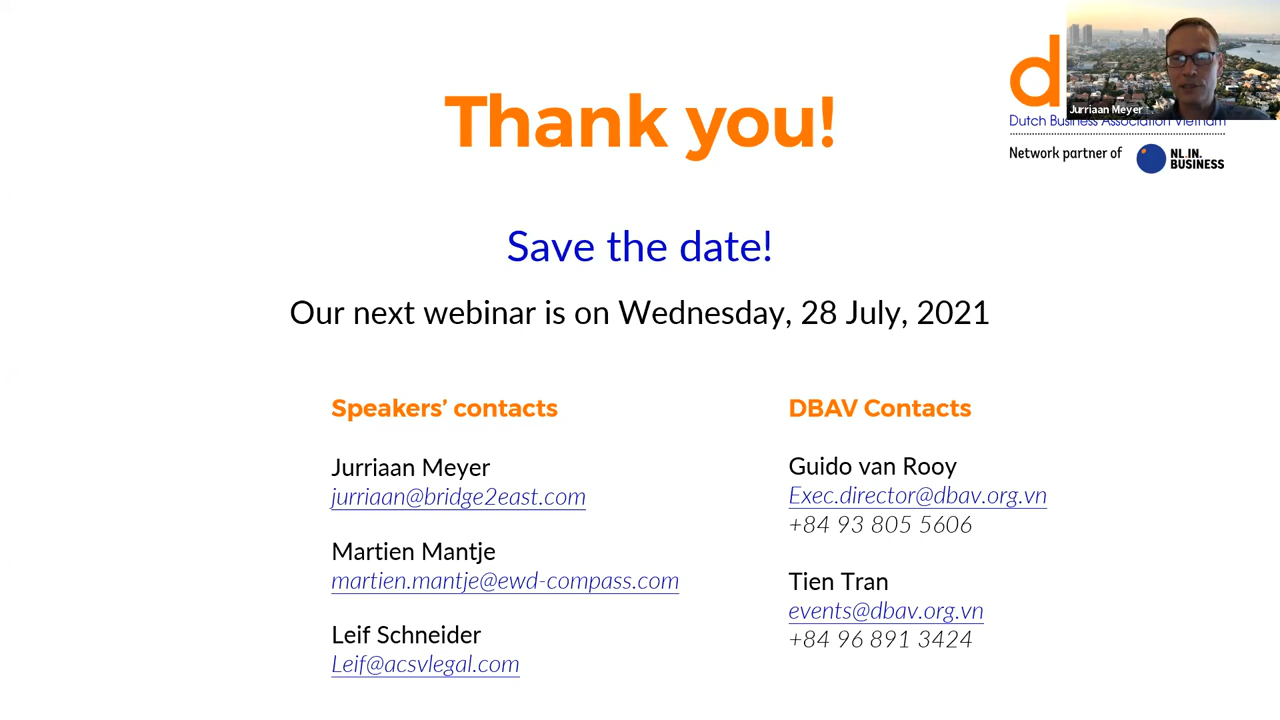 Thank you!
d
Jurriaan Meyer
Dutch Business Association Vietnam
Network partner of
NL.IN.
BUSINESS
Save the date!
Our next webinar is on Wednesday, 28 July, 2021
Speakers’ contacts
Jurriaan Meyer
jurriaan@bridge2east.com
Martien Mantje
martien.mantje@ewd-compass.com
Leif Schneider
Leif@acsvlegal.com
DBAV Contacts
Guido van Rooy
Exec.director@dbav.org.vn
+84 93 805 5606
Tien Tran
events@dbav.org.vn
+84 96 891 3424